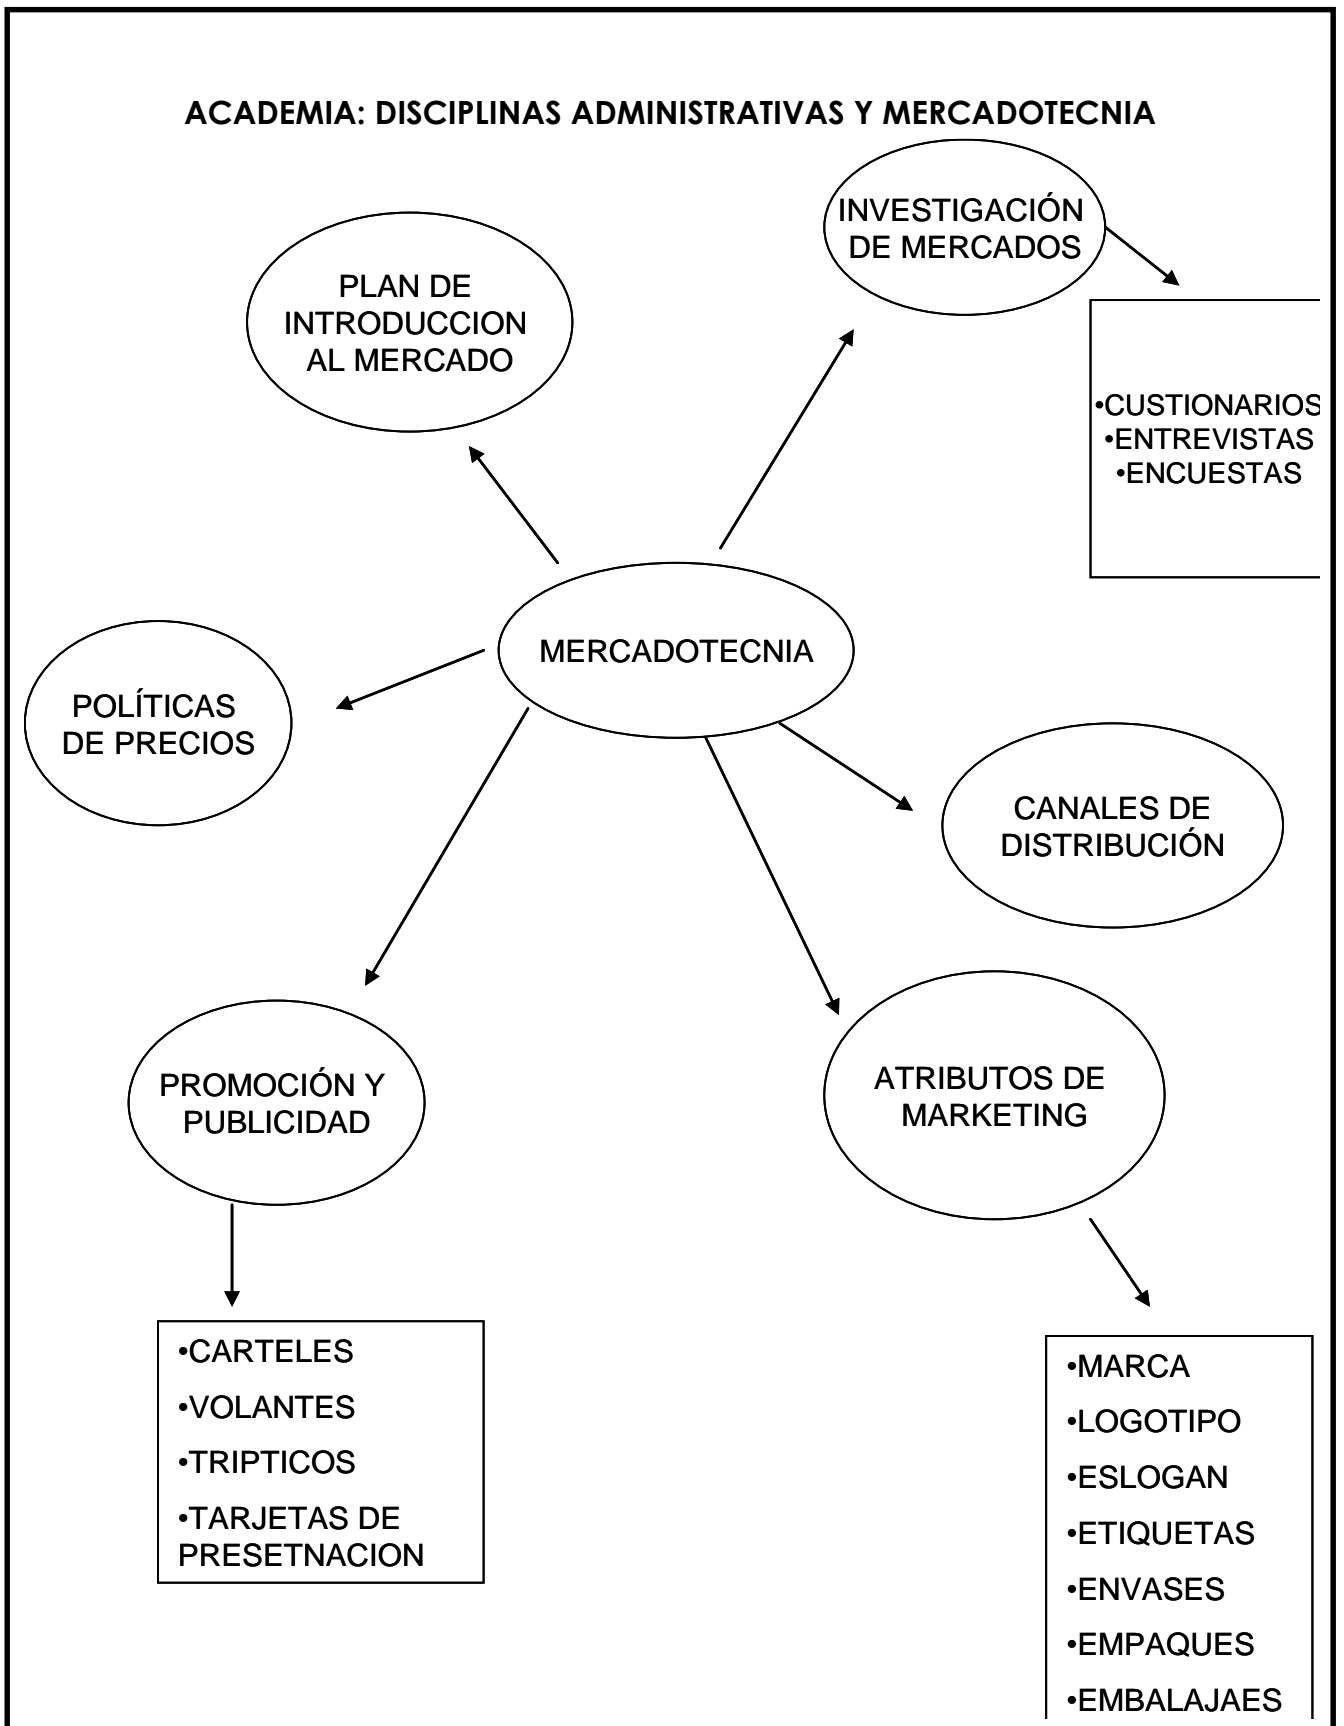 ACADEMIA: DISCIPLINAS ADMINISTRATIVAS Y MERCADOTECNIA
INVESTIGACIÓN
DE MERCADOS
PLAN DE
INTRODUCCION
AL MERCADO
•CUSTIONARIOS
•ENTREVISTAS
•ENCUESTAS
MERCADOTECNIA
POLÍTICAS
DE PRECIOS
CANALES DE
DISTRIBUCIÓN
PROMOCIÓN Y
PUBLICIDAD
ATRIBUTOS DE
MARKETING
•CARTELES
•VOLANTES
•TRIPTICOS
•TARJETAS DE
PRESETNACION
•MARCA
•LOGOTIPO
•ESLOGAN
•ETIQUETAS
•ENVASES
•EMPAQUES
•EMBALAJAES